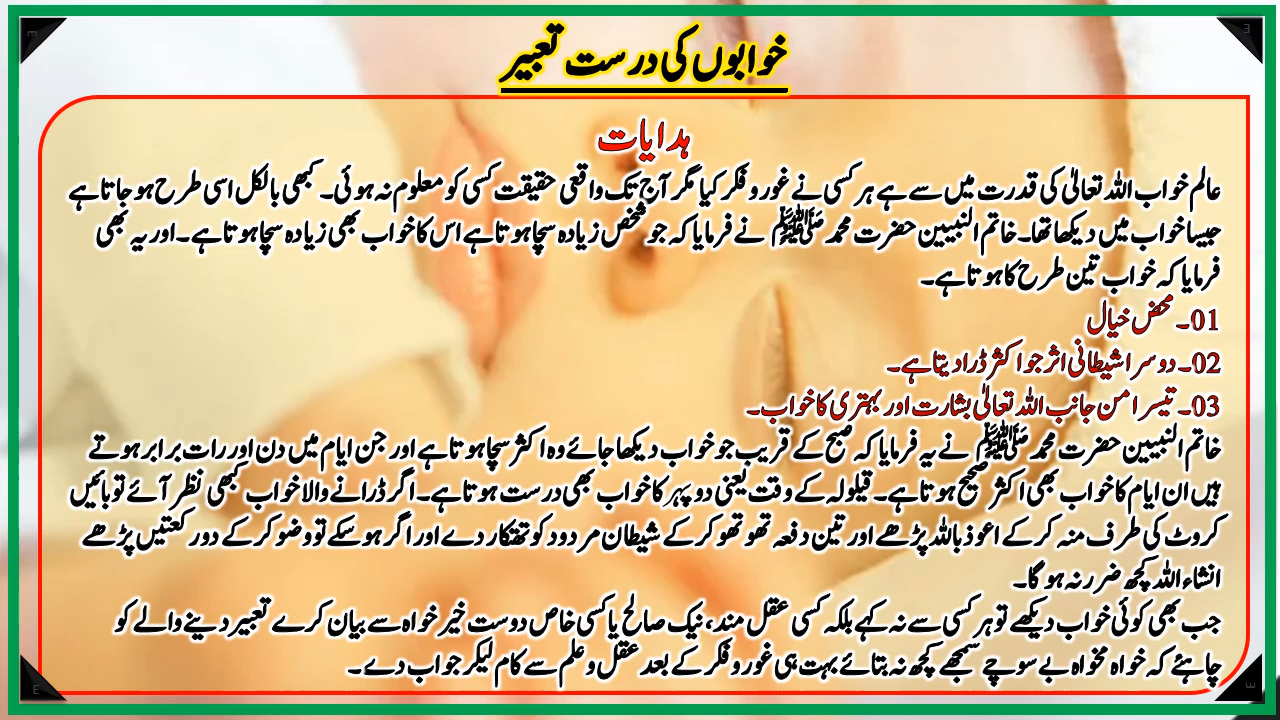 خوابوں کی درست تعبیر
ہدایات
عالم خواب اللہ تعالٰی کی قدرت میں سے ہے ہر کسی نے غور و فکر کیا مگر آج تک واقعی حقیقت کسی کو معلوم نہ ہوئی۔ کبھی بالکل اسی طرح ہو جاتا ہے
جیسا خواب میں دیکھا تھا۔ خاتم النبیین حضرت محمد ﷺ نے فرمایا کہ جو شخص زیادہ سچا ہوتا ہے اس کا خواب بھی زیادہ سچا ہوتا ہے۔ اور یہ بھی
فرمایا کہ خواب تین طرح کا ہوتا ہے۔
01۔ محض خیال
02۔ دوسرا شیطانی اثر جو اکثر ڈرا دیتا ہے۔
03۔ تیسرا من جانب اللہ تعالٰی بشارت اور بہتری کا خواب۔
خاتم النبیین حضرت محمد ﷺ نے یہ فرمایا کہ صبح کے قریب جو خواب دیکھا جائے وہ اکثر سچا ہوتا ہے اور جن ایام میں دن اور رات برابر ہوتے
ہیں ان ایام کا خواب بھی اکثر صحیح ہوتا ہے۔ قیلولہ کے وقت یعنی دوپہر کا خواب بھی درست ہوتا ہے۔ اگر ڈرانے والا خواب کبھی نظر آئے تو بائیں
کروٹ کی طرف منہ کر کے اعوذ باللہ پڑھے اور تین دفعہ تھو تھو کر کے شیطان مردود کو تھتکار دے اور اگر ہو سکے تو وضو کر کے دو رکعتیں پڑھے
انشاء اللہ کچھ ضرر نہ ہو گا۔
جب بھی کوئی خواب دیکھے تو ہر کسی سے نہ کہے بلکہ کسی عقل مند، نیک صالح یا کسی خاص دوست خیر خواہ سے بیان کرے تعبیر دینے والے کو
چاہئے کہ خواہ مخواہ بے سوچے سمجھے کچھ نہ بتائے بہت ہی غور و فکر کے بعد عقل و علم سے کام لیکر جواب دے۔